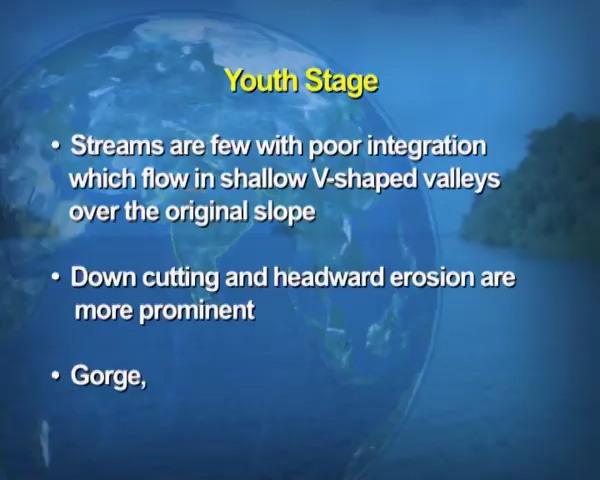 Youth Stage
• Streams are few with poor integration
which flow in shallow V-shaped valleys
over the original slope
• Down cutting and headward erosion are
more prominent
• Gorge,